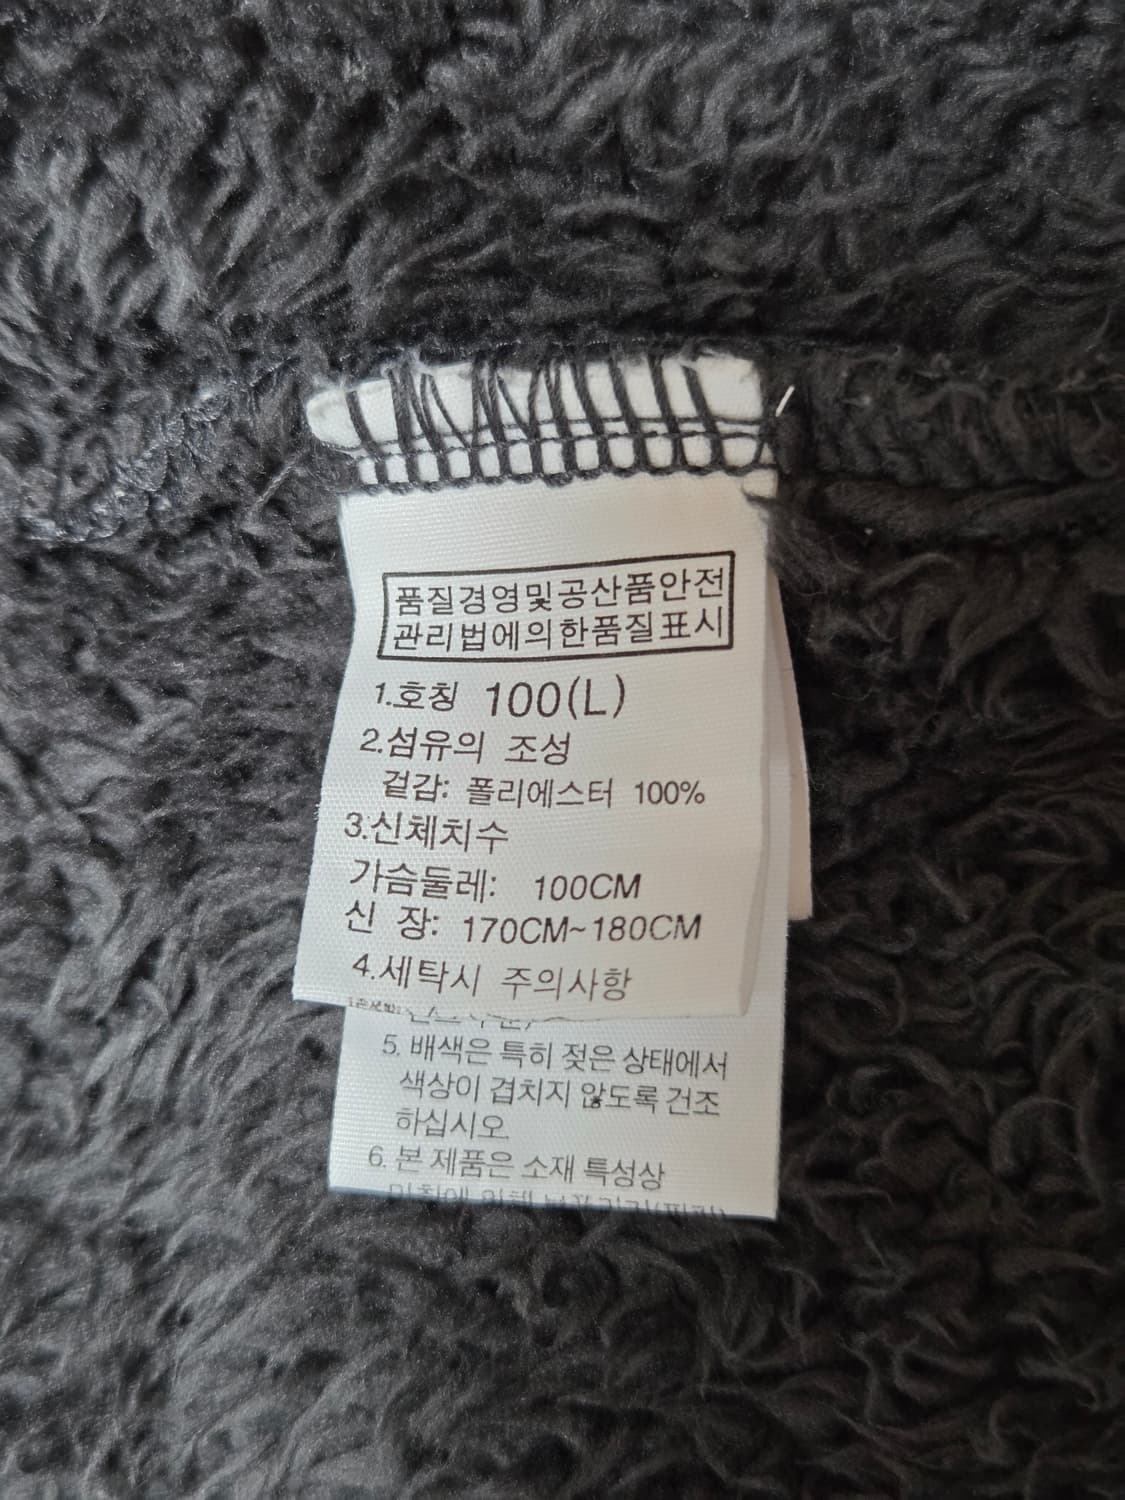 품질경영및공산품안전
관리법에의한품질표시
1.호칭 100(L)
2.섬유의 조성
겉감: 폴리에스터 100%
3.신체치수
가슴둘레: 100CM
신 장: 170CM~180CM
4.세탁시 주의사항
5. 배색은 특히 젖은 상태에서
색상이 겹치지 않도록 건조
하십시오
6. 본 제품은 소재 특성상